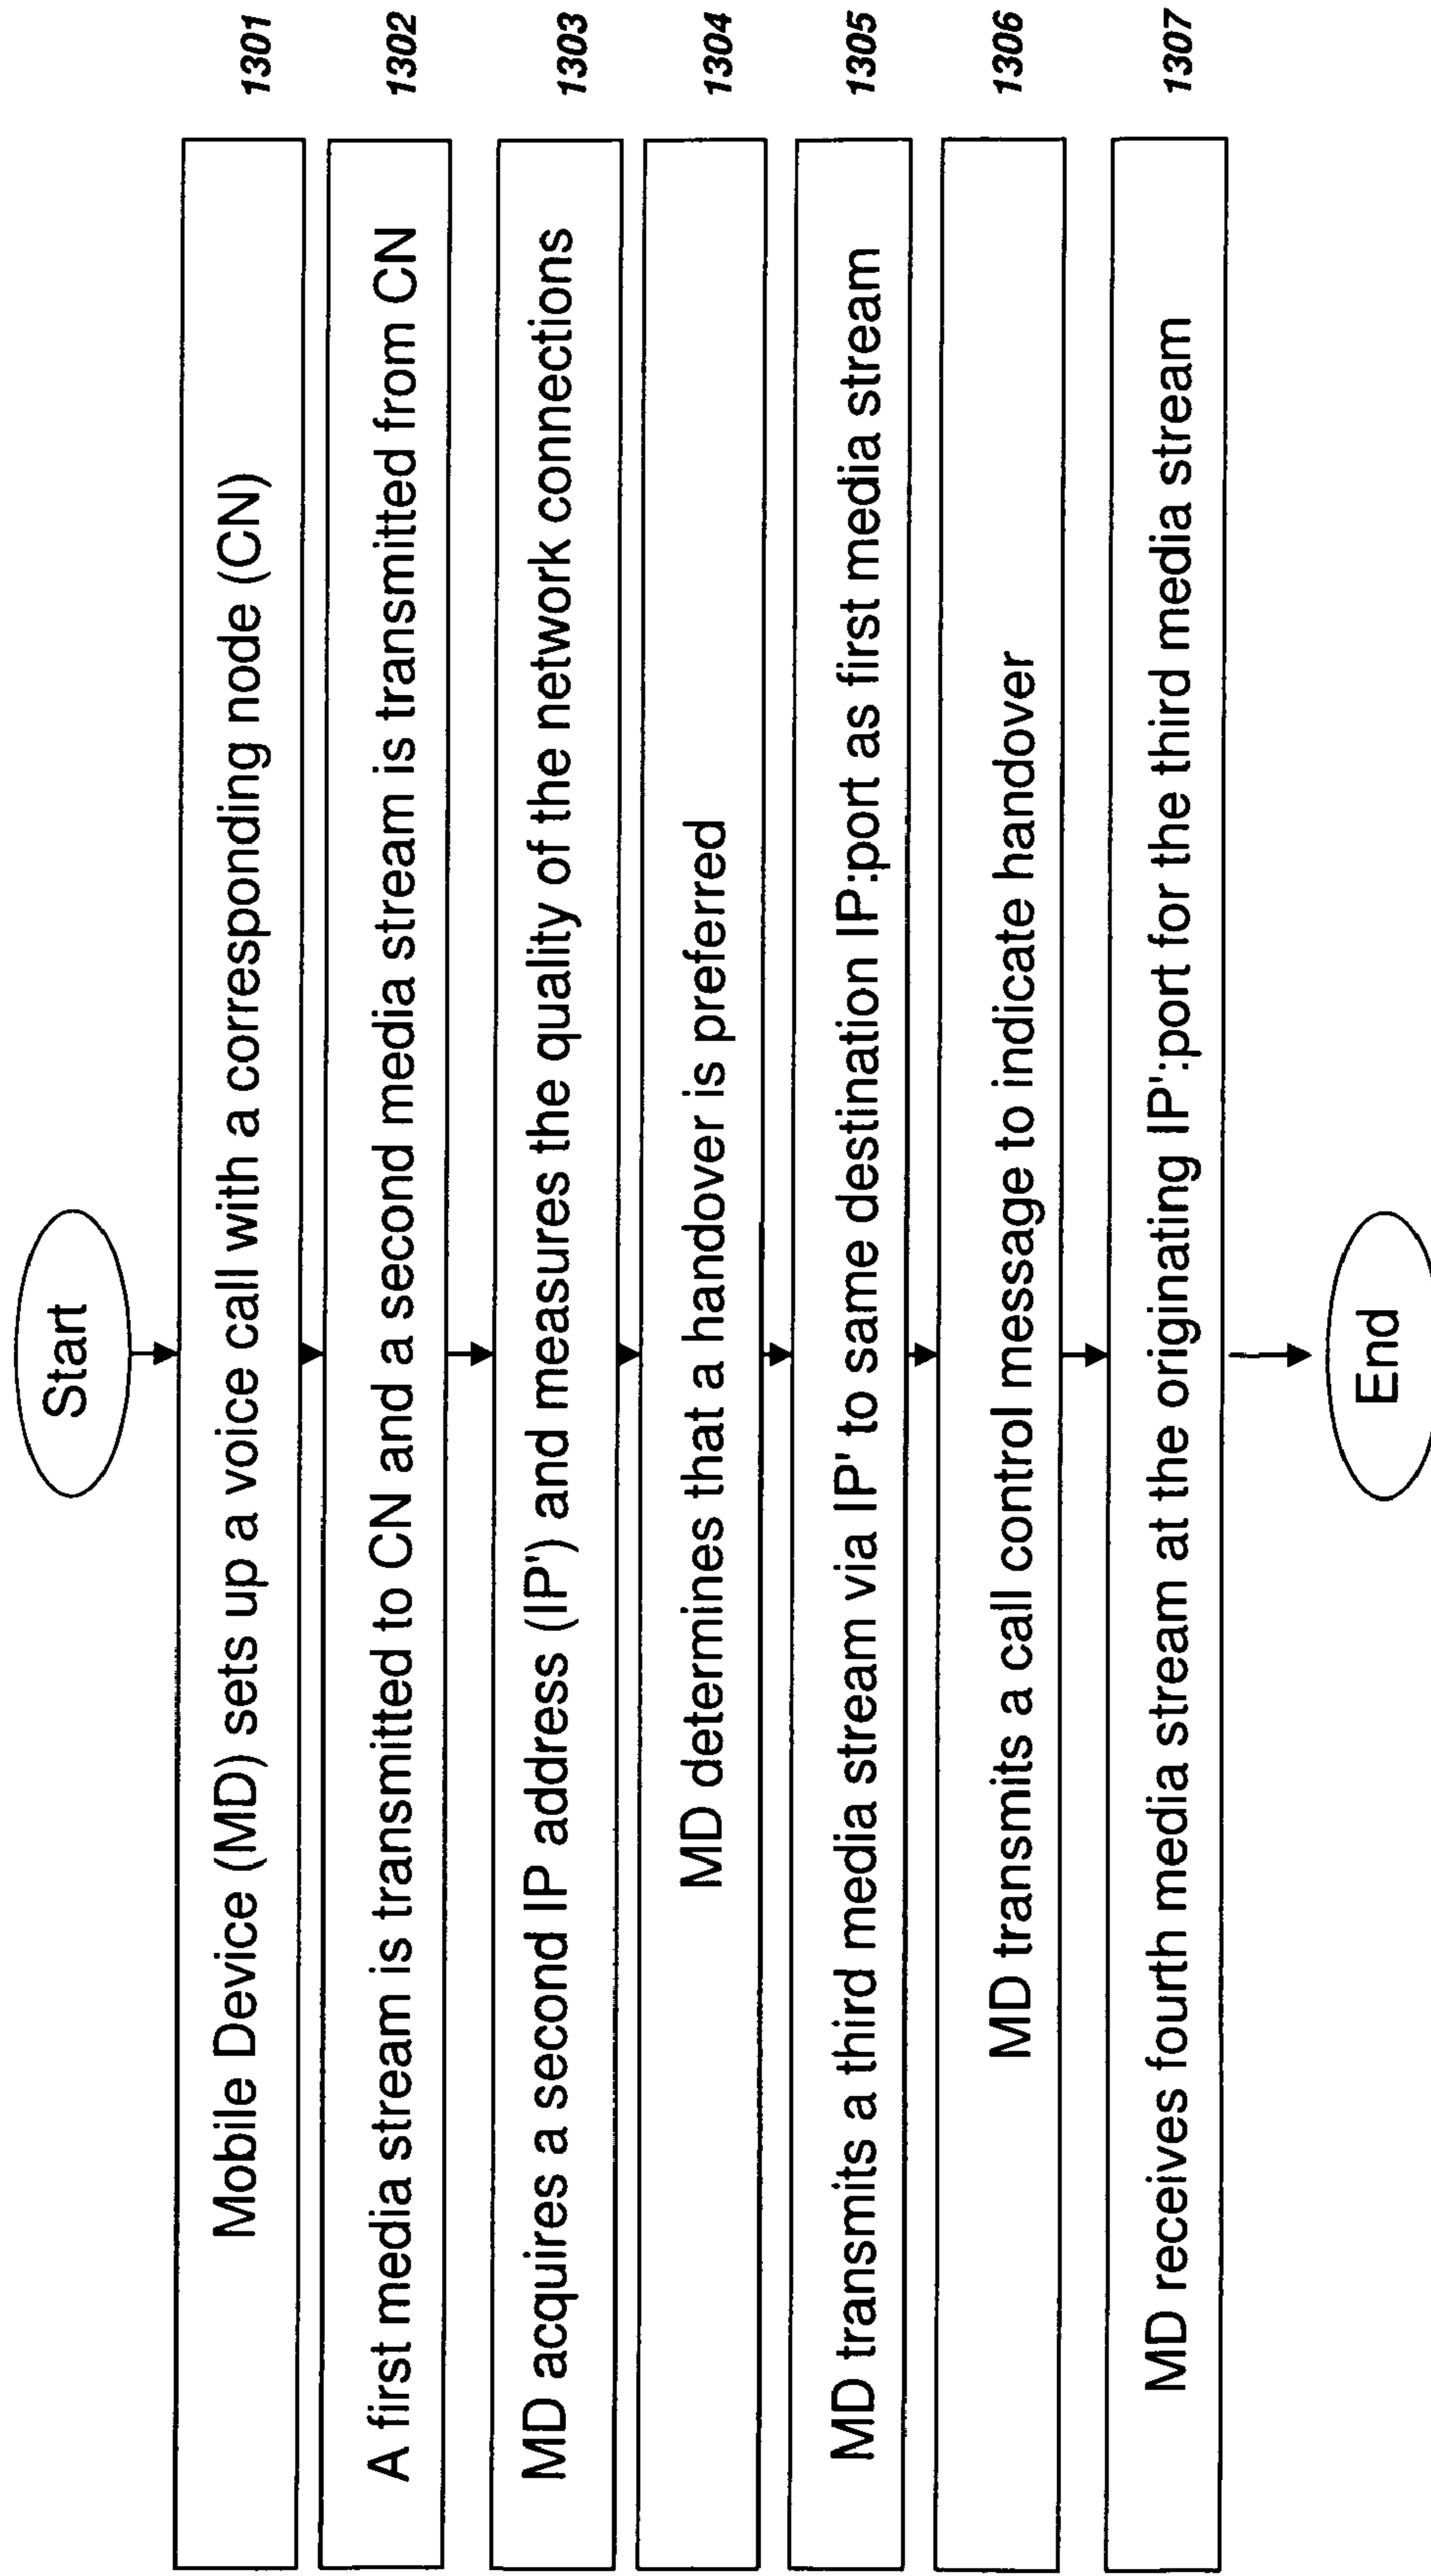 Start
Mobile Device (MD) sets up a voice call with a corresponding node (CN)
1301
A first media stream is transmitted to CN and a second media stream is transmitted from CN
1302
MD acquires a second IP address (IP') and measures the quality of the network connections
1303
MD determines that a handover is preferred
1304
MD transmits a third media stream via IP' to same destination IP:port as first media stream
1305
MD transmits a call control message to indicate handover
1306
MD receives fourth media stream at the originating IP':port for the third media stream
1307
End